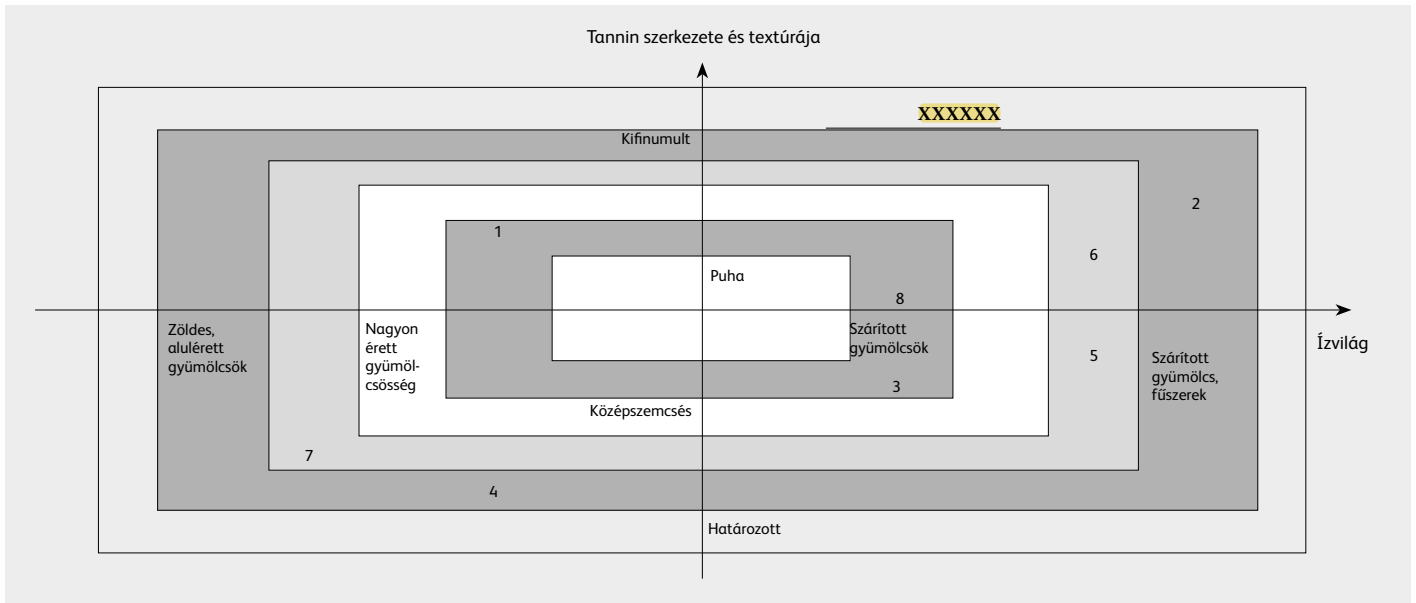 Tannin szerkezete és textúrája
XXXXXX
Kifinumult
2
1
6
Puha
8
Zöldes,
alulérett
gyümölcsök
Nagyon
érett
gyümöl-
csösség
Szárított
gyümölcsök
Ízvilág
5
Szárított
gyümölcs,
fűszerek
3
Középszemcsés
7
4
Határozott